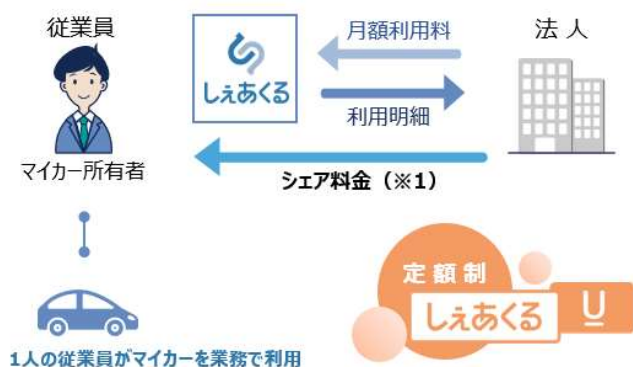 従業員
マイカー所有者
しぇあくる
月額利用料
利用明細
法人
シェア料金（※1）
1人の従業員がマイカーを業務で利用
定額制
しぇあくる U